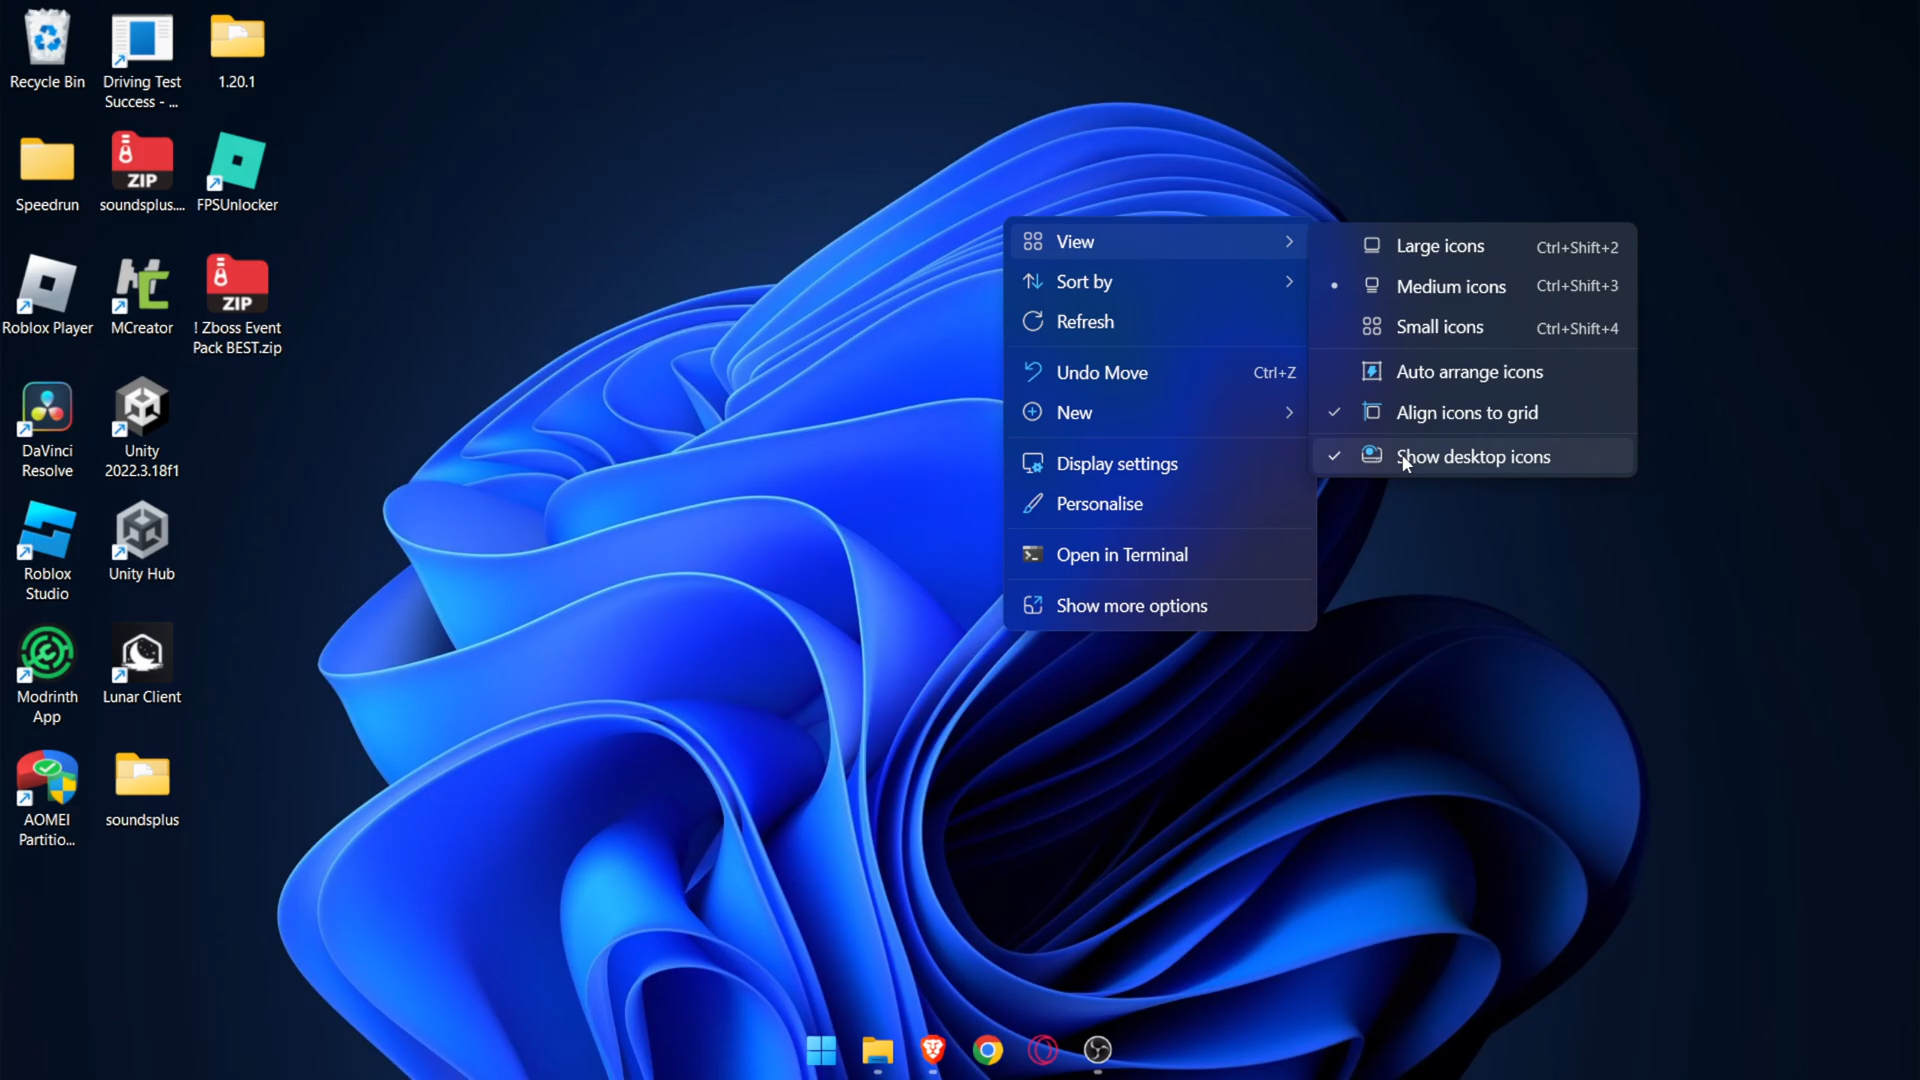 Recycle Bin
Driving Test
Success - ...
1.20.1
Speedrun
ZIP
soundsplus....
FPSUnlocker
Roblox Player
MCreator
ZIP
! Zboss Event
Pack BEST.zip
DaVinci
Resolve
Unity
2022.3.18f1
Roblox
Studio
Unity Hub
Modrinth
App
Lunar Client
AOMEI
Partitio...
soundsplus
View
Sort by
Refresh
Undo Move Ctrl+Z
New
Display settings
Personalise
Open in Terminal
Show more options
Large icons Ctrl+Shift+2
Medium icons Ctrl+Shift+3
Small icons Ctrl+Shift+4
Auto arrange icons
Align icons to grid
Show desktop icons